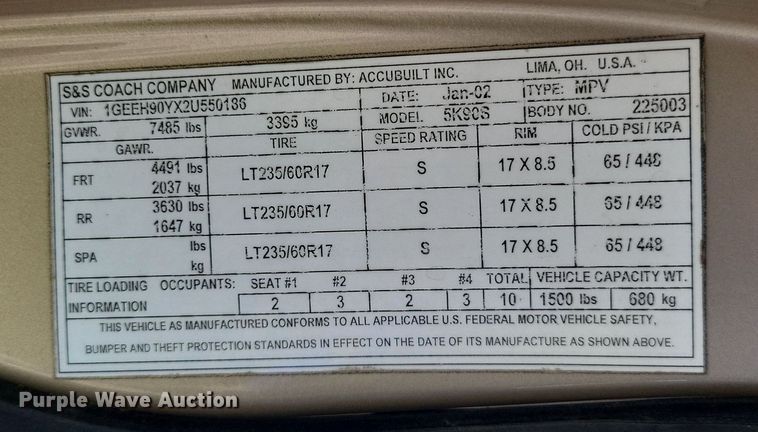 S&S COACH COMPANY MANUFACTURED BY: ACCUBUILT INC. LIMA, OH. U.S.A.
VIN: 1GEEH90YX2U550186 DATE: Jan-02 TYPE: MPV
GVWR. 7485 lbs 3395 kg MODEL. 5K90S BODY NO. 225003
GAWR. TIRE SPEED RATING RIM COLD PSI / KPA
FRT 4491 lbs 2037 kg LT235/60R17 S 17 X 8.5 65 / 448
RR 3630 lbs 1647 kg LT235/60R17 S 17 X 8.5 65 / 448
SPA lbs kg LT235/60R17 S 17 X 8.5 65 / 448
TIRE LOADING OCCUPANTS: SEAT #1 #2 #3 #4 TOTAL VEHICLE CAPACITY WT.
INFORMATION 2 3 2 3 10 1500 lbs 680 kg
THIS VEHICLE AS MANUFACTURED CONFORMS TO ALL APPLICABLE U.S. FEDERAL MOTOR VEHICLE SAFETY,
BUMPER AND THEFT PROTECTION STANDARDS IN EFFECT ON THE DATE OF ITS MANUFACTURE AS SHOWN ABOVE.
Purple Wave Auction